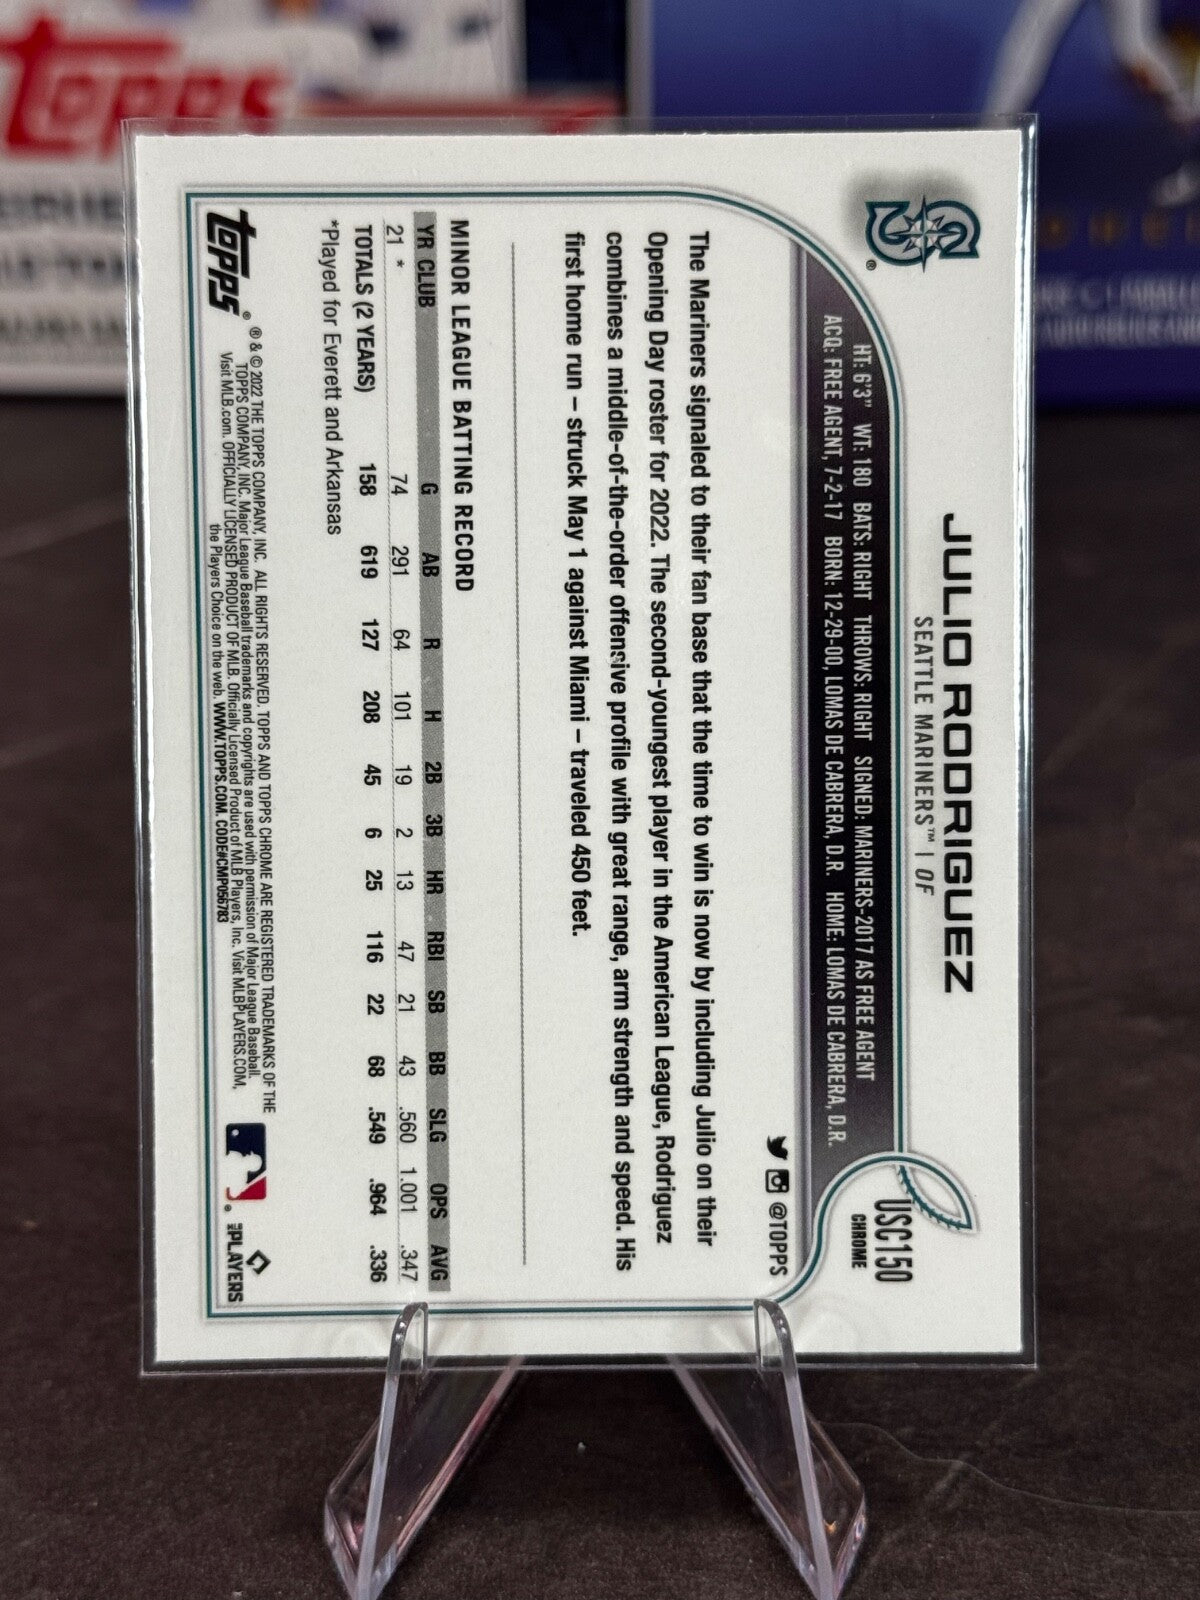 JULIO RODRIGUEZ
SEATTLE MARINERS™ | OF
USC150
CHROME
HT: 6'3" WT: 180 BATS: RIGHT THROWS: RIGHT SIGNED: MARINERS-2017 AS FREE AGENT
ACQ: FREE AGENT, 7-2-17 BORN: 12-29-00, LOMAS DE CABRERA, D.R. HOME: LOMAS DE CABRERA, D.R.
@TOPPS
The Mariners signaled to their fan base that the time to win is now by including Julio on their
Opening Day roster for 2022. The second-youngest player in the American League, Rodriguez
combines a middle-of-the-order offensive profile with great range, arm strength and speed. His
first home run – struck May 1 against Miami – traveled 450 feet.
MINOR LEAGUE BATTING RECORD
YR CLUB G AB R H 2B 3B HR RBI SB BB SLG OPS AVG
21 * 74 291 64 101 19 2 13 47 21 43 .560 1.001 .347
TOTALS (2 YEARS) 158 619 127 208 45 6 25 116 22 68 .549 .964 .336
*Played for Everett and Arkansas
topps®
® & © 2022 THE TOPPS COMPANY, INC. ALL RIGHTS RESERVED. TOPPS AND TOPPS CHROME ARE REGISTERED TRADEMARKS OF THE
TOPPS COMPANY, INC. Major League Baseball trademarks and copyrights are used with permission of Major League Baseball.
Visit MLB.com. OFFICIALLY LICENSED PRODUCT OF MLB. Officially Licensed Product of MLB Players, Inc. Visit MLBPLAYERS.COM,
the Players Choice on the web. WWW.TOPPS.COM. CODE#CMP056783
MLB PLAYERS
topps